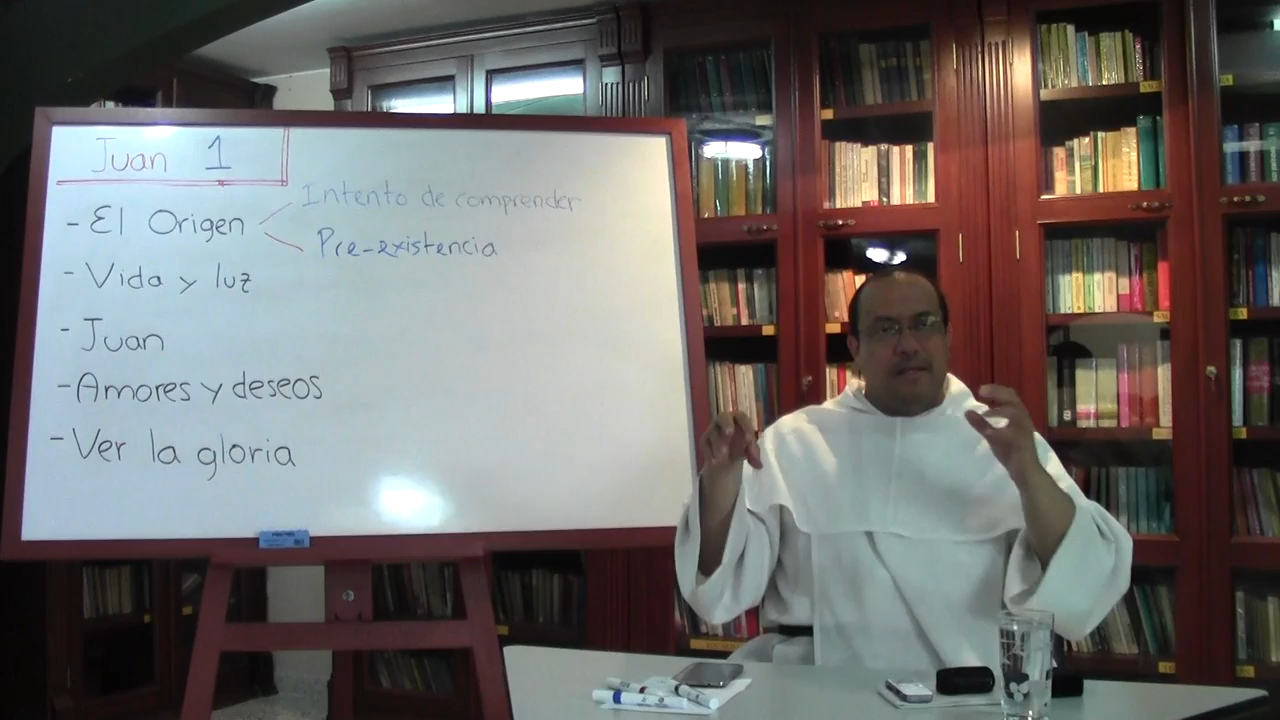 Juan 1
- El Origen
Intento de comprender
Pre-existencia
- Vida y luz
- Juan
- Amores y deseos
- Ver la gloria